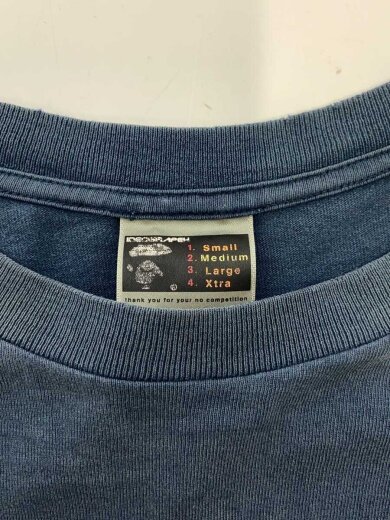 1. Small
2. Medium
3. Large
4. Xtra
thank you for your no competition